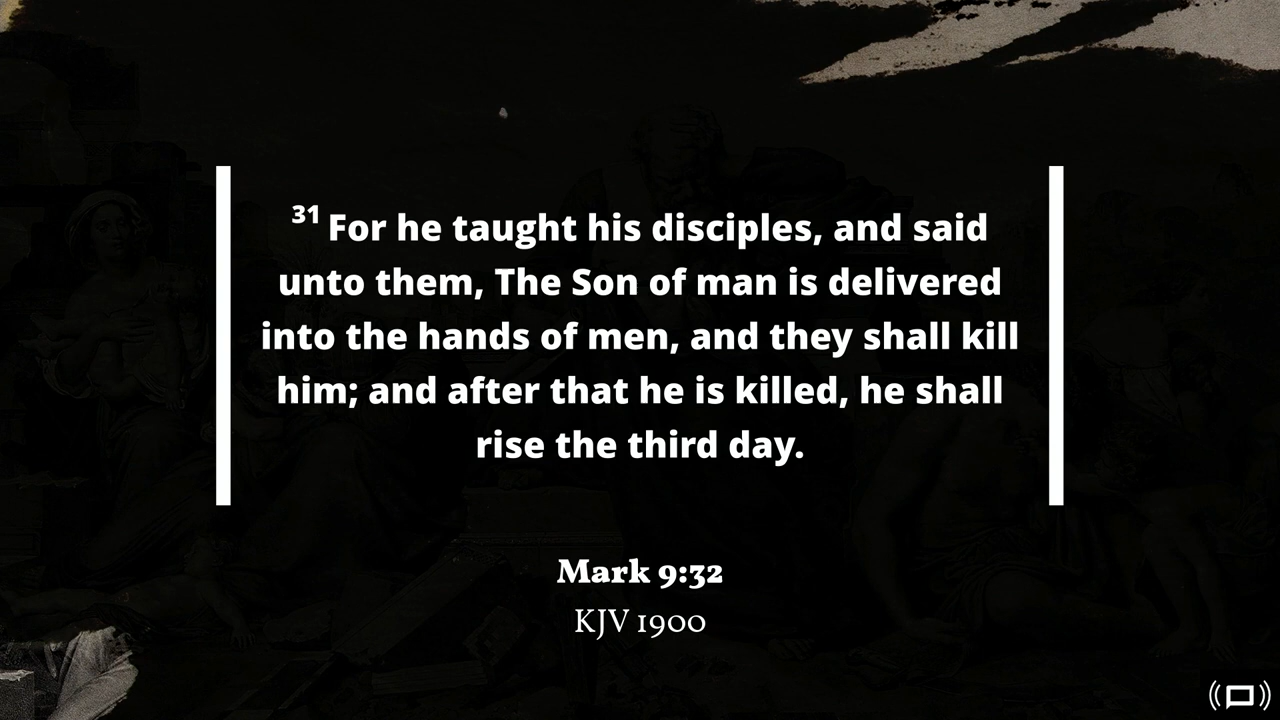 31 For he taught his disciples, and said
unto them, The Son of man is delivered
into the hands of men, and they shall kill
him; and after that he is killed, he shall
rise the third day.
Mark 9:32
KJV 1900